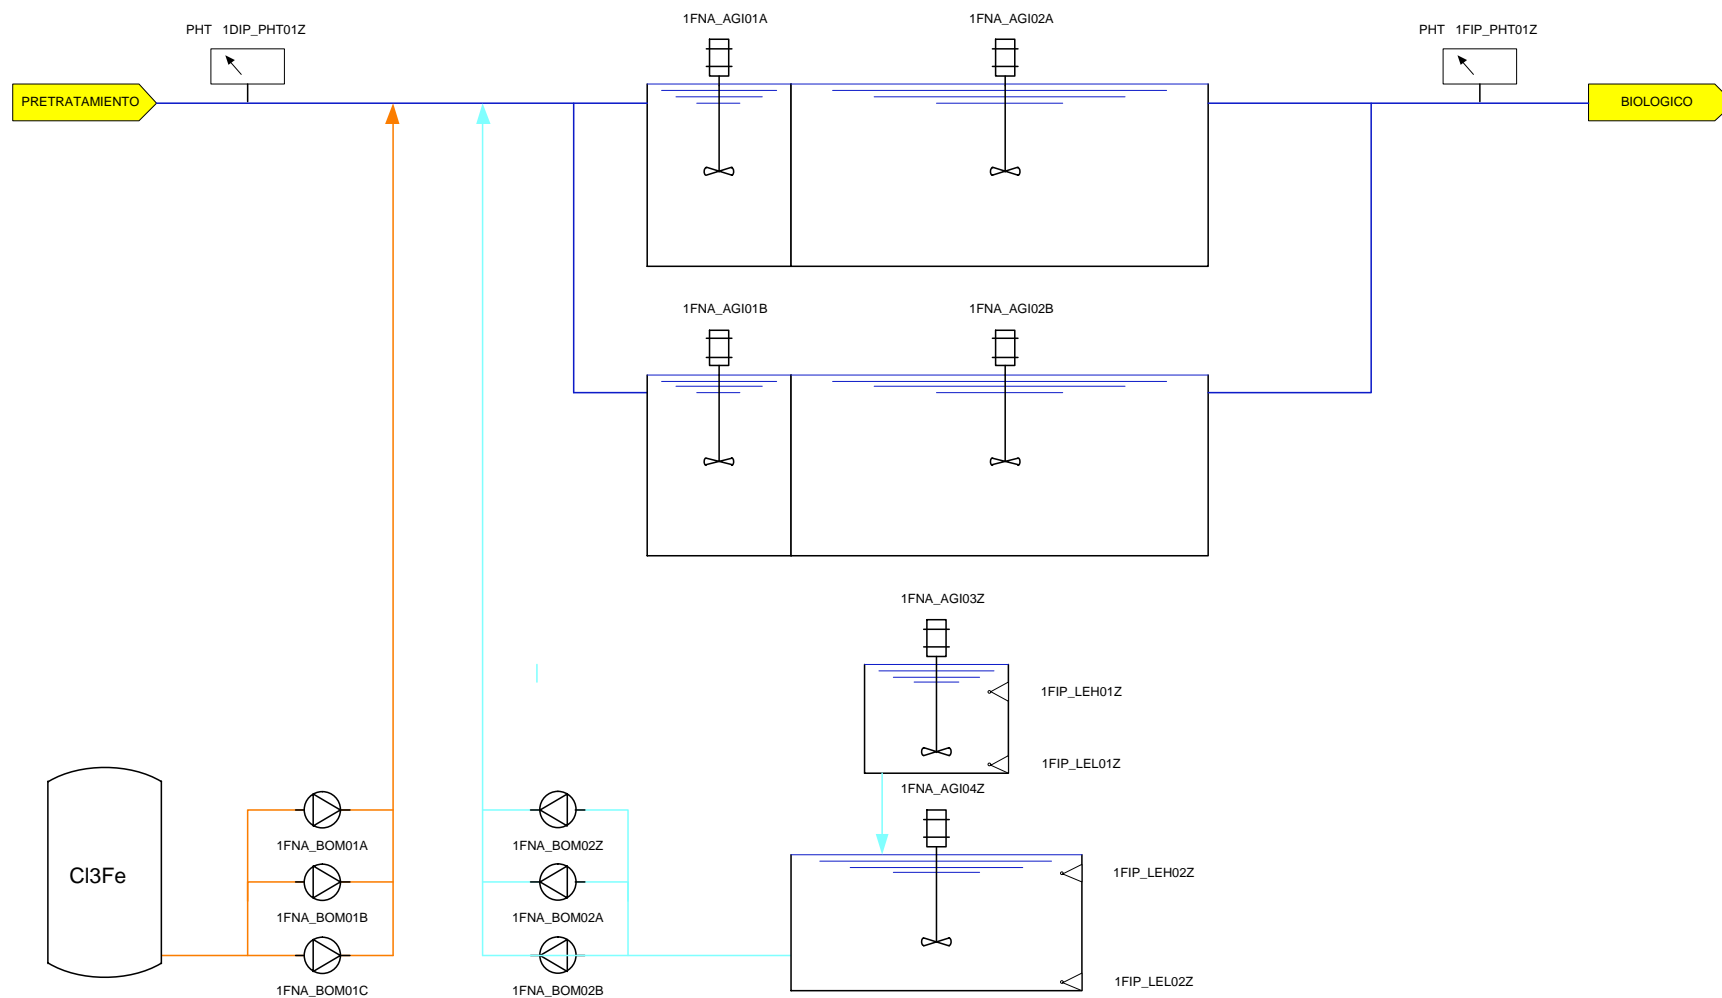 1FNA_AGI01A
1FNA_AGI02A
PHT 1DIP_PHT01Z
PHT 1FIP_PHT01Z
PRETRATAMIENTO
BIOLOGICO
1FNA_AGI01B
1FNA_AGI02B
1FNA_AGI03Z
1FIP_LEH01Z
1FIP_LEL01Z
1FNA_AGI04Z
1FNA_BOM01A
1FNA_BOM02Z
Cl3Fe
1FIP_LEH02Z
1FNA_BOM01B
1FNA_BOM02A
1FIP_LEL02Z
1FNA_BOM01C
1FNA_BOM02B